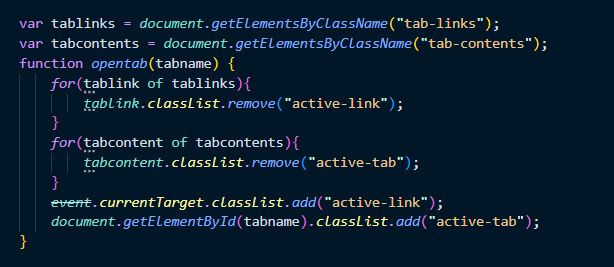 var tablinks = document.getElementsByClassName("tab-links");
var tabcontents = document.getElementsByClassName("tab-contents");
function opentab(tabname) {
    for(tablink of tablinks){
        tablink.classList.remove("active-link");
    }
    for(tabcontent of tabcontents){
        tabcontent.classList.remove("active-tab");
    }
    event.currentTarget.classList.add("active-link");
    document.getElementById(tabname).classList.add("active-tab");
}